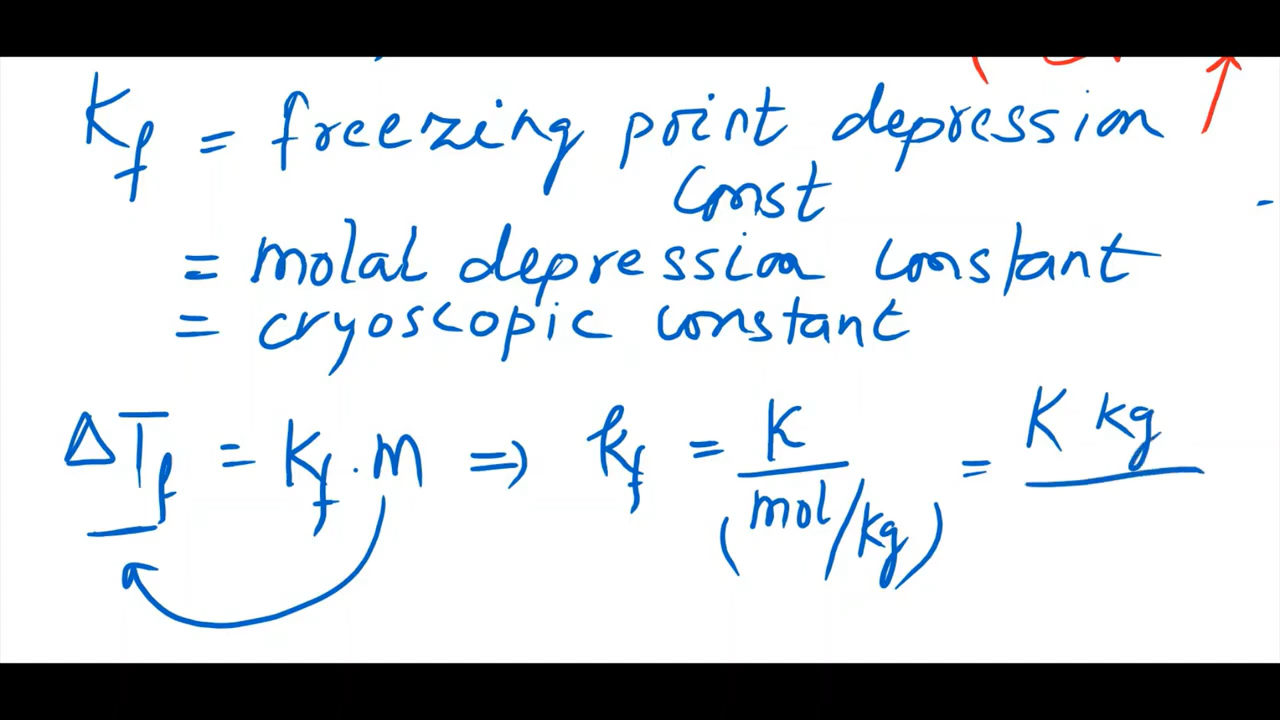 Kf = freezing point depression
const
= molal depression constant
= cryoscopic constant
ΔTf = Kf . m ⇒ kf = K / (mol/kg) = K kg